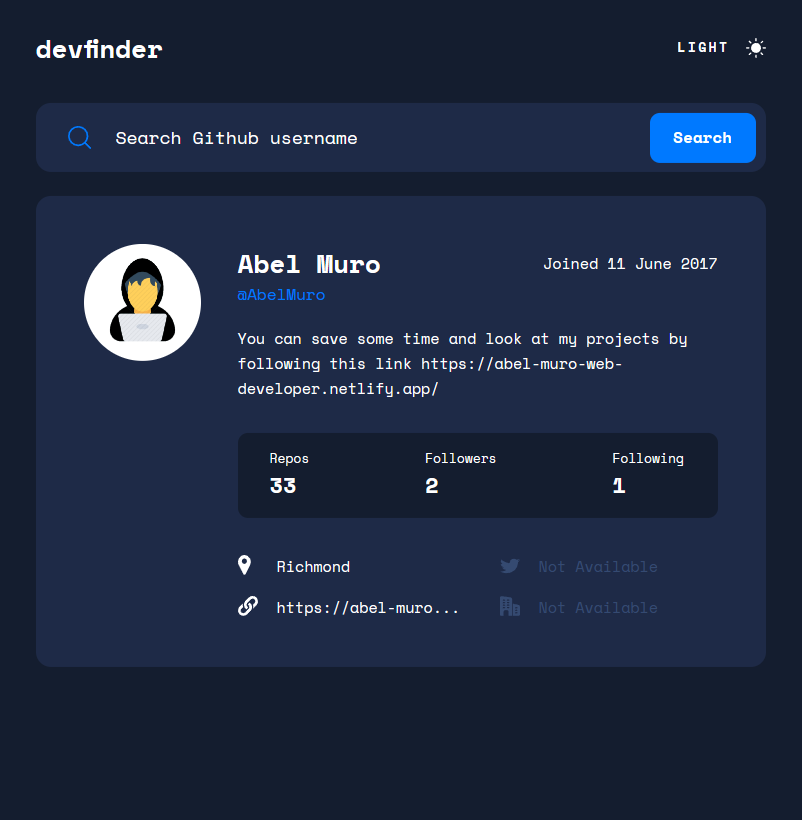 devfinder
LIGHT
Search Github username
Search
Abel Muro
Joined 11 June 2017
@AbelMuro
You can save some time and look at my projects by
following this link https://abel-muro-web-
developer.netlify.app/
Repos
Followers
Following
33
2
1
Richmond
Not Available
https://abel-muro...
Not Available